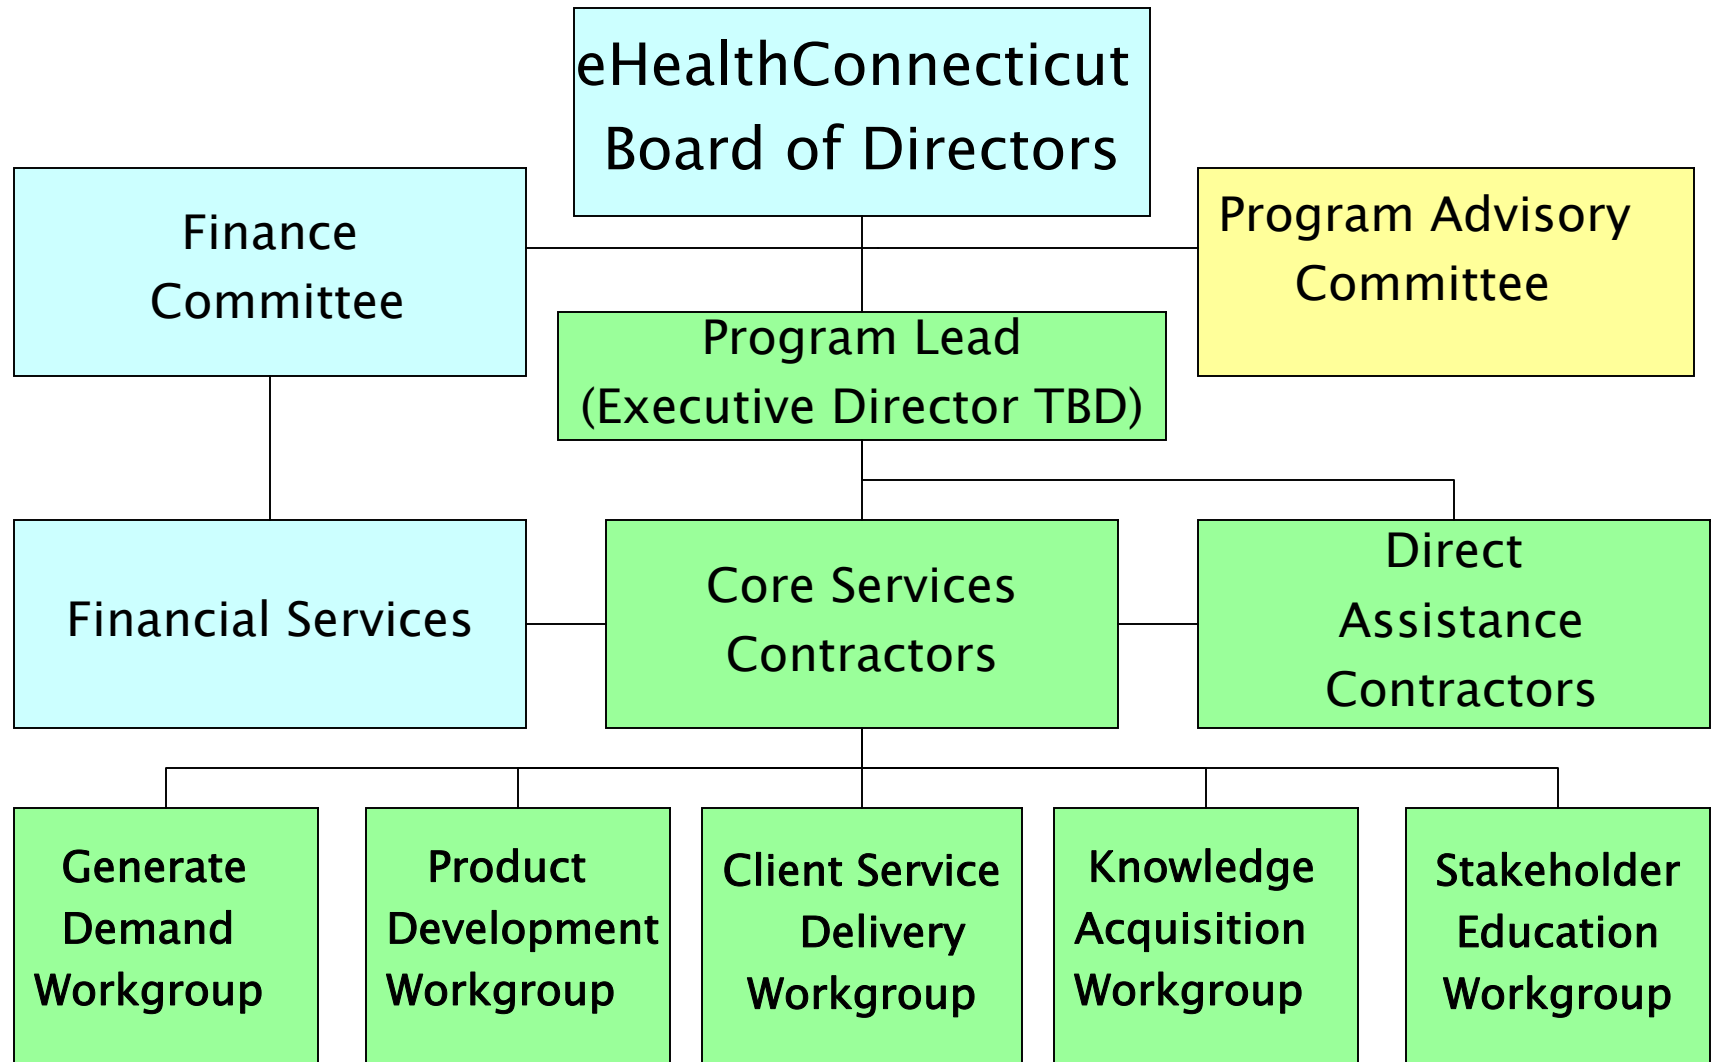 eHealthConnecticut
Board of Directors
Finance
Committee
Program Advisory
Committee
Program Lead
(Executive Director TBD)
Financial Services
Core Services
Contractors
Direct
Assistance
Contractors
Generate
Demand
Workgroup
Product
Development
Workgroup
Client Service
Delivery
Workgroup
Knowledge
Acquisition
Workgroup
Stakeholder
Education
Workgroup